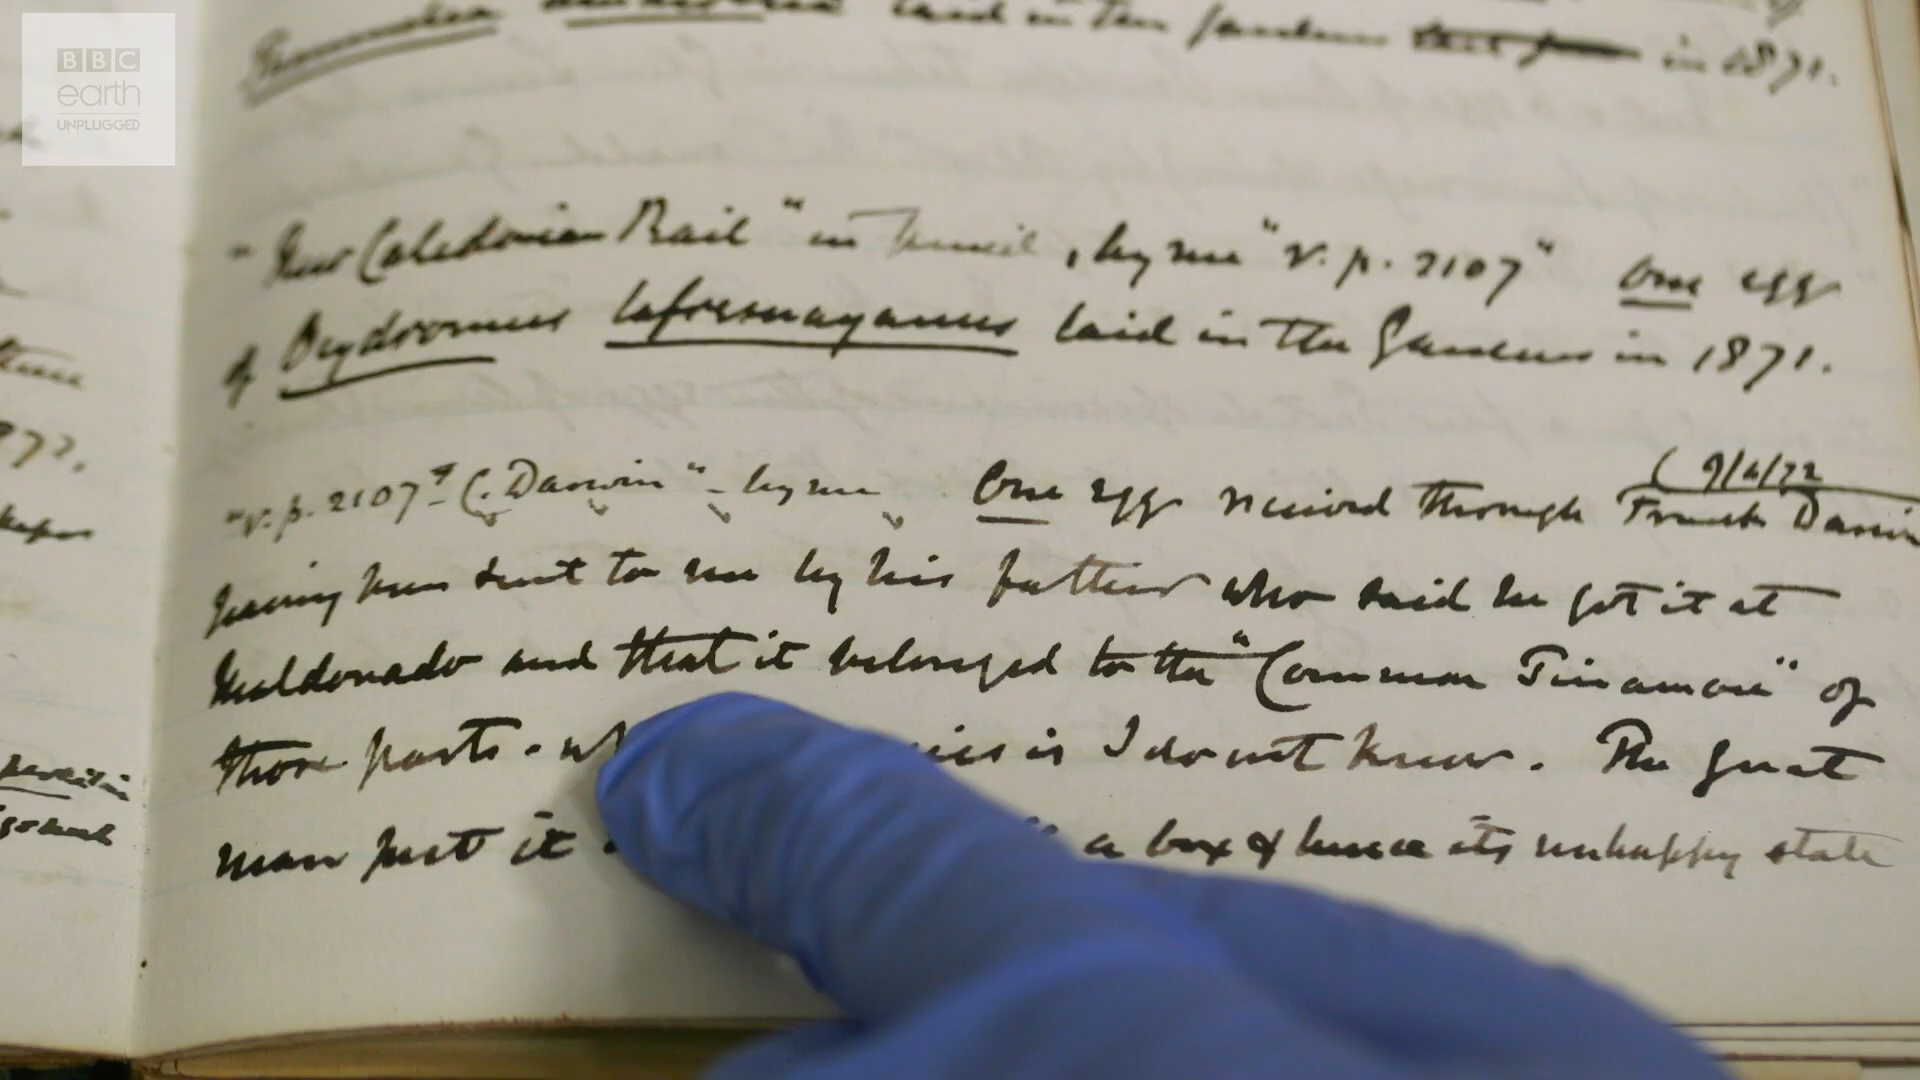 BBC
earth
UNPLUGGED
laid in the Gardens in 1871.
"New Caledonian Rail" in pencil, by me "v. p. 2107" One egg
of Ocydromus lafresnayanus laid in the Gardens in 1871.
(9/4/72
"v. p. 2107" - C. Darwin" - by me One egg received through Frank Darwin
having been sent to me by his father who said he got it at
Maldonado and that it belonged to the "Common Tinamou" of
those parts - is I do not know. The great
man put it a box & hence its unhappy state